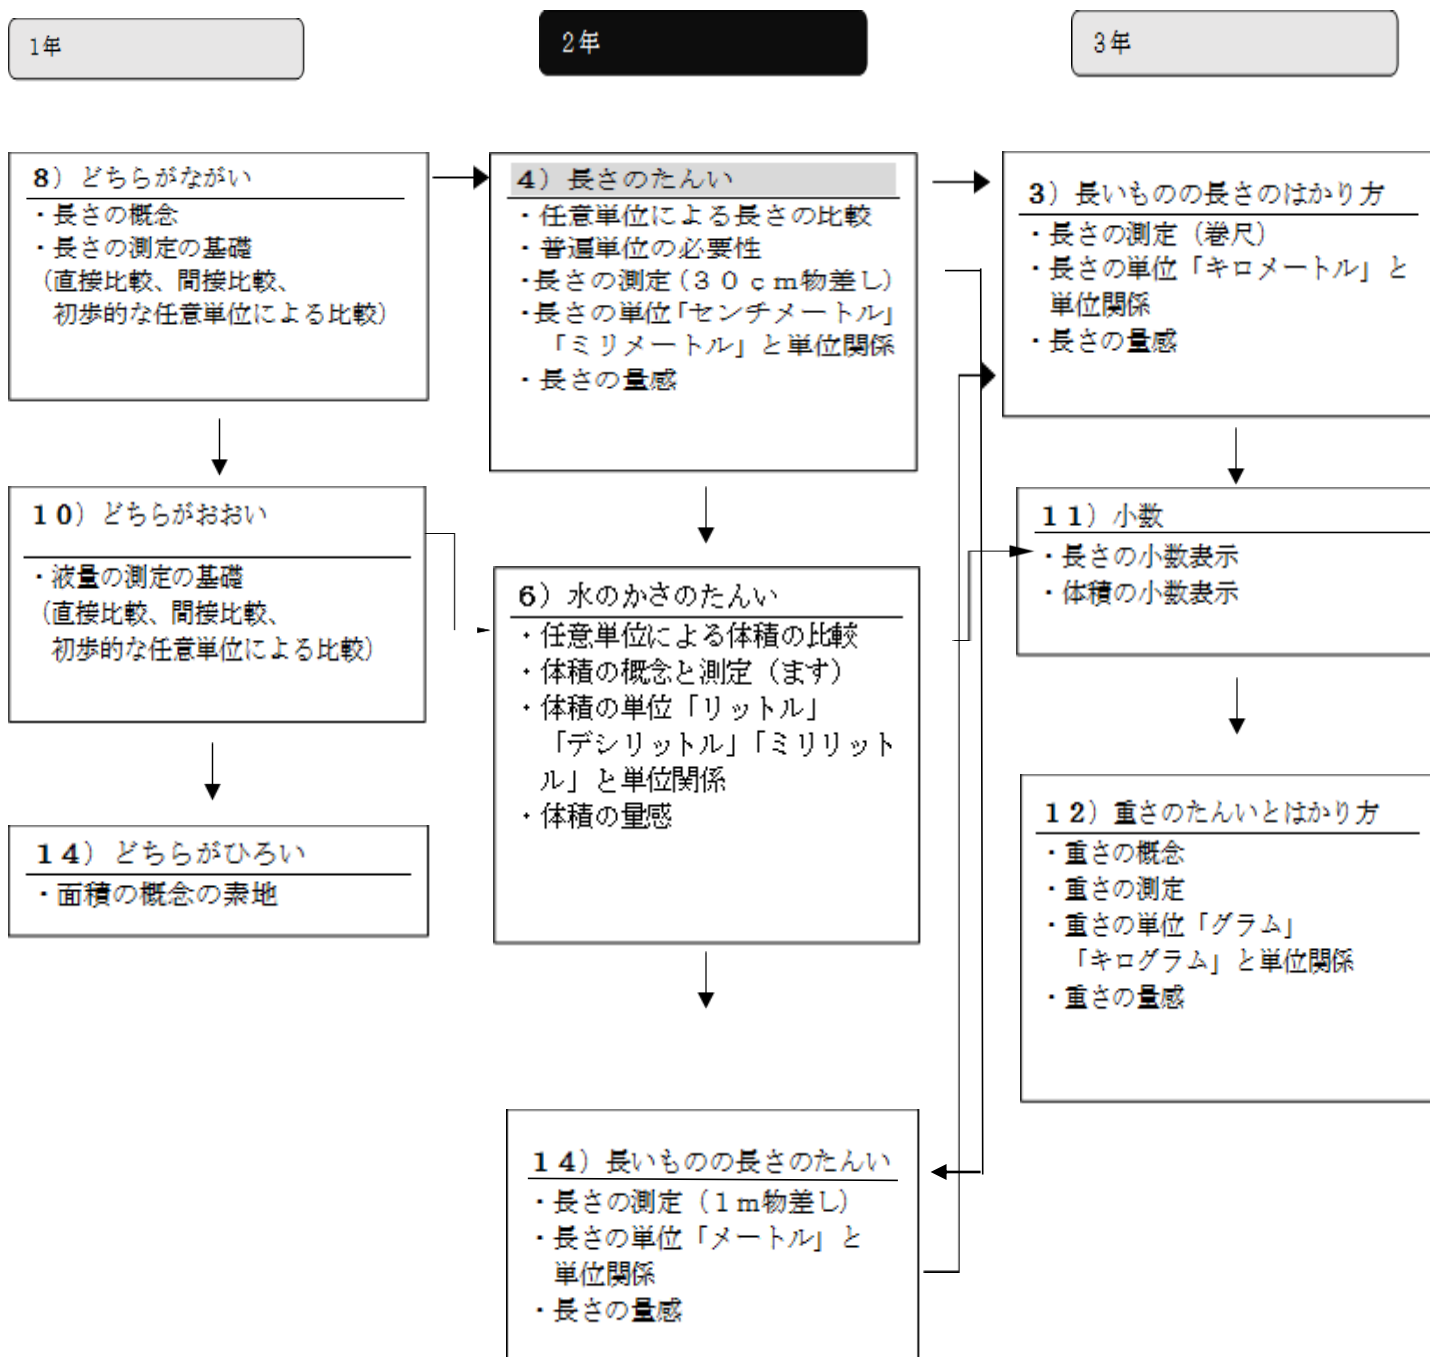 1年
2年
3年
8）どちらがながい
・長さの概念
・長さの測定の基礎
（直接比較、間接比較、
初歩的な任意単位による比較）
10）どちらがおおい
・液量の測定の基礎
（直接比較、間接比較、
初歩的な任意単位による比較）
14）どちらがひろい
・面積の概念の素地
4）長さのたんい
・任意単位による長さの比較
・普遍単位の必要性
・長さの測定（３０ｃｍ物差し）
・長さの単位「センチメートル」
「ミリメートル」と単位関係
・長さの量感
6）水のかさのたんい
・任意単位による体積の比較
・体積の概念と測定（ます）
・体積の単位「リットル」
「デシリットル」「ミリリット
ル」と単位関係
・体積の量感
14）長いものの長さのたんい
・長さの測定（１ｍ物差し）
・長さの単位「メートル」と
単位関係
・長さの量感
3）長いものの長さのはかり方
・長さの測定（巻尺）
・長さの単位「キロメートル」と
単位関係
・長さの量感
11）小数
・長さの小数表示
・体積の小数表示
12）重さのたんいとはかり方
・重さの概念
・重さの測定
・重さの単位「グラム」
「キログラム」と単位関係
・重さの量感